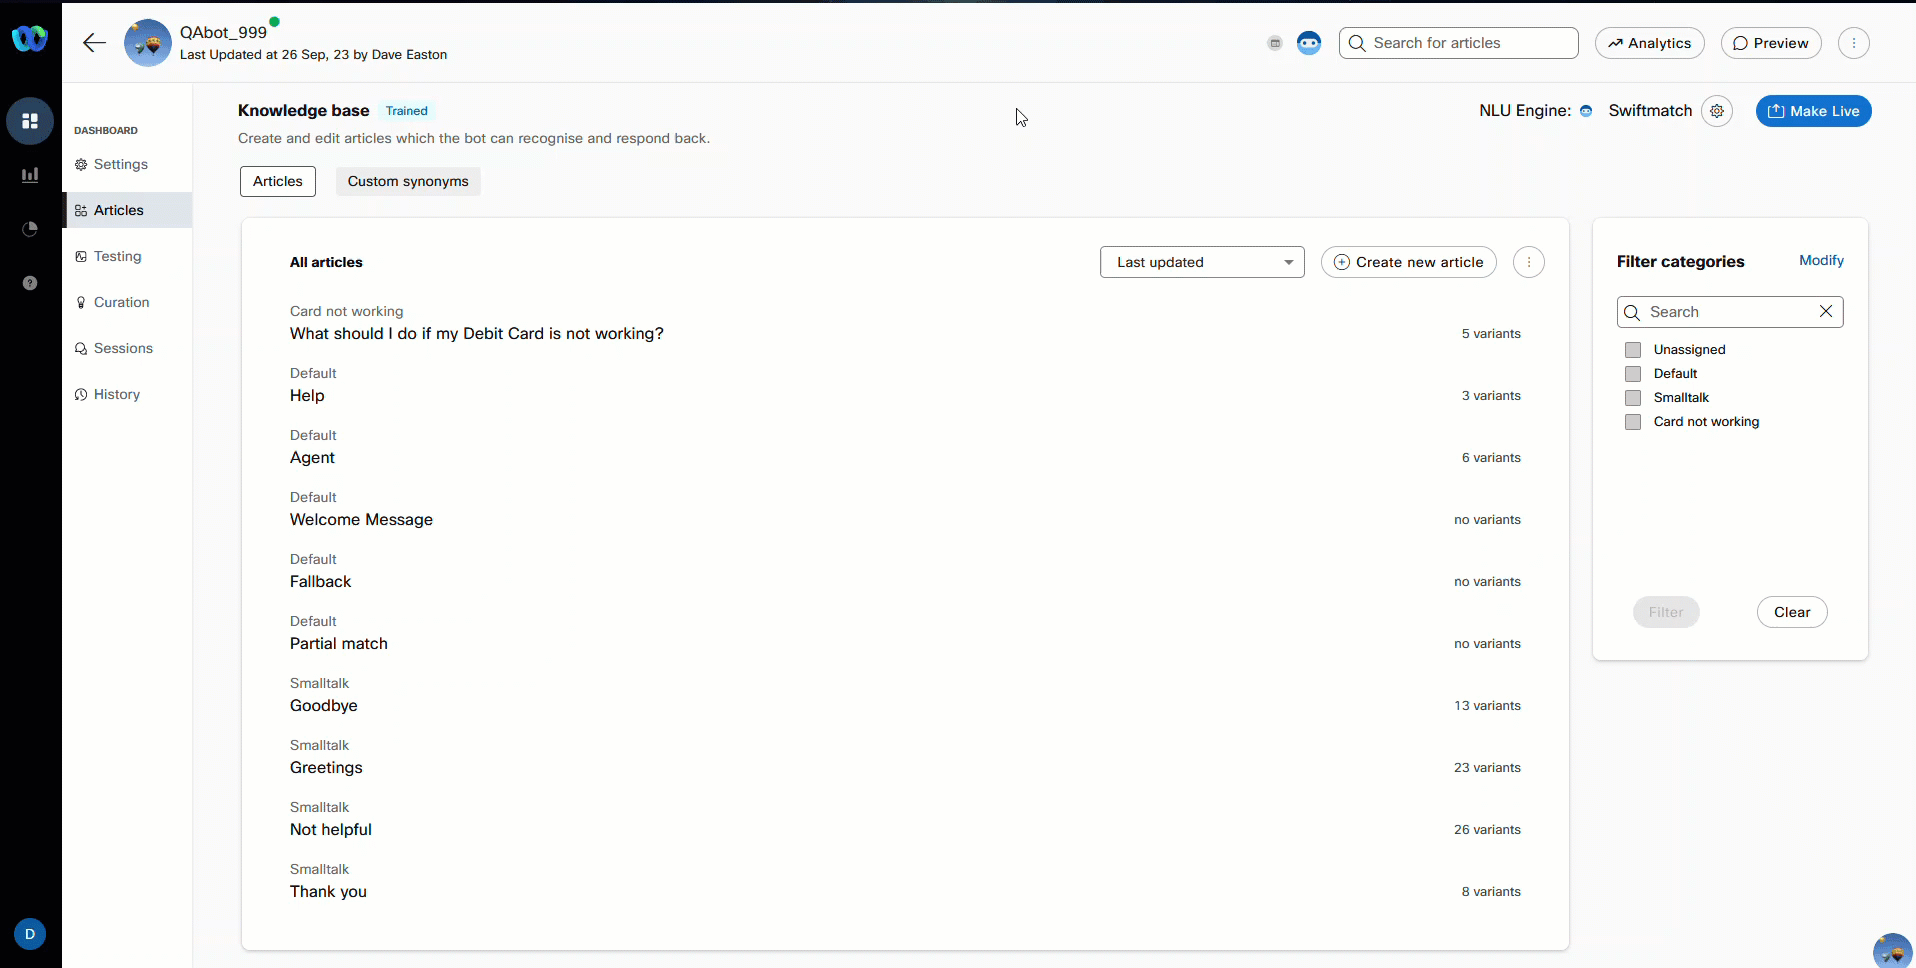 QAbot_999
Last Updated at 26 Sep, 23 by Dave Easton
Search for articles
Analytics
Preview
DASHBOARD
Settings
Articles
Testing
Curation
Sessions
History
Knowledge base Trained
Create and edit articles which the bot can recognise and respond back.
NLU Engine: Swiftmatch
Make Live
Articles Custom synonyms
All articles
Last updated
Create new article
Card not working
What should I do if my Debit Card is not working? 5 variants
Default
Help 3 variants
Default
Agent 6 variants
Default
Welcome Message no variants
Default
Fallback no variants
Default
Partial match no variants
Smalltalk
Goodbye 13 variants
Smalltalk
Greetings 23 variants
Smalltalk
Not helpful 26 variants
Smalltalk
Thank you 8 variants
Filter categories Modify
Search
Unassigned
Default
Smalltalk
Card not working
Filter Clear
D